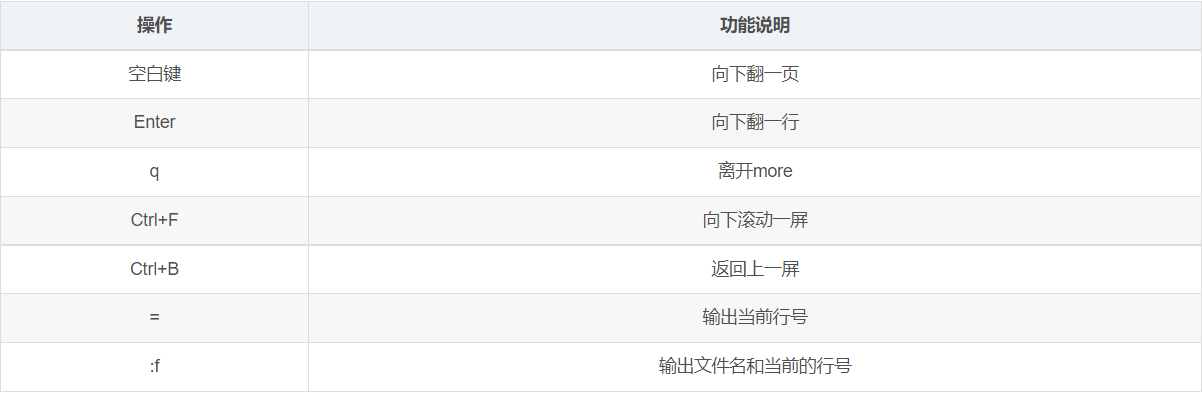 操作 功能说明
空白键 向下翻一页
Enter 向下翻一行
q 离开more
Ctrl+F 向下滚动一屏
Ctrl+B 返回上一屏
= 输出当前行号
:f 输出文件名和当前的行号